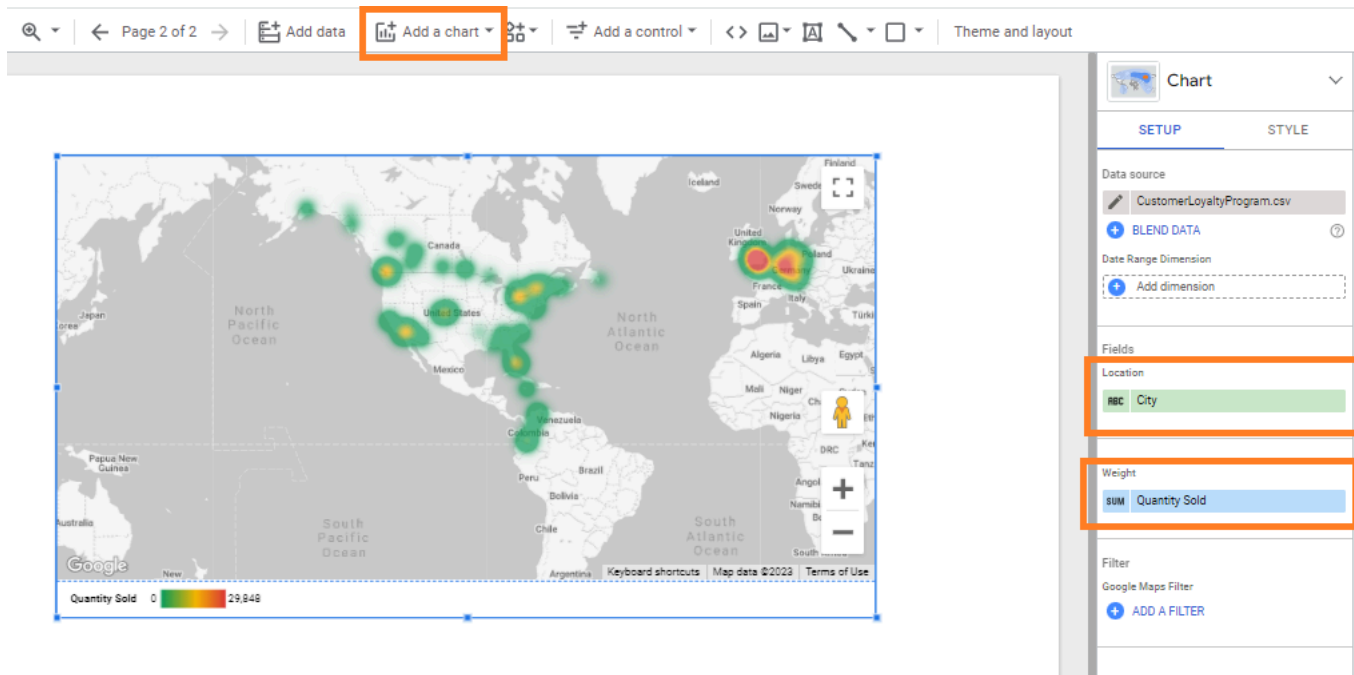 Page 2 of 2
Add data
Add a chart
Add a control
Theme and layout
Chart
SETUP
STYLE
Data source
CustomerLoyaltyProgram.csv
BLEND DATA
Date Range Dimension
Add dimension
Fields
Location
ABC City
Weight
SUM Quantity Sold
Filter
Google Maps Filter
ADD A FILTER
Finland
Iceland
Norway
United
Canada
Poland
Germany
Ukraine
France
Italy
Spain
Japan
North
Pacific
Ocean
United States
North
Atlantic
Ocean
Algeria
Libya
Egypt
Mexico
Mali
Niger
Nigeria
Venezuela
Colombia
DRC
Papua New
Guinea
Peru
Brazil
Bolivia
South
Pacific
Ocean
Chile
South
Atlantic
Ocean
Google
New
Argentina
Keyboard shortcuts
Map data ©2023
Terms of Use
Quantity Sold 0 29,848